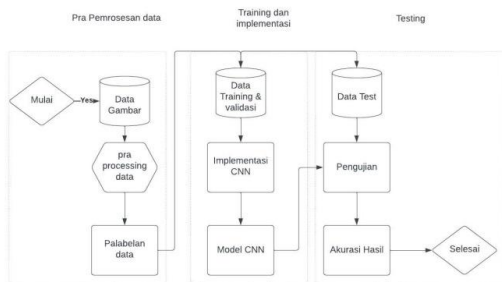 Pra Pemrosesan data
Training dan
implementasi
Testing
Mulai
Yes
Data
Gambar
pra
processing
data
Palabelan
data
Data
Training &
validasi
Implementasi
CNN
Model CNN
Data Test
Pengujian
Akurasi Hasil
Selesai